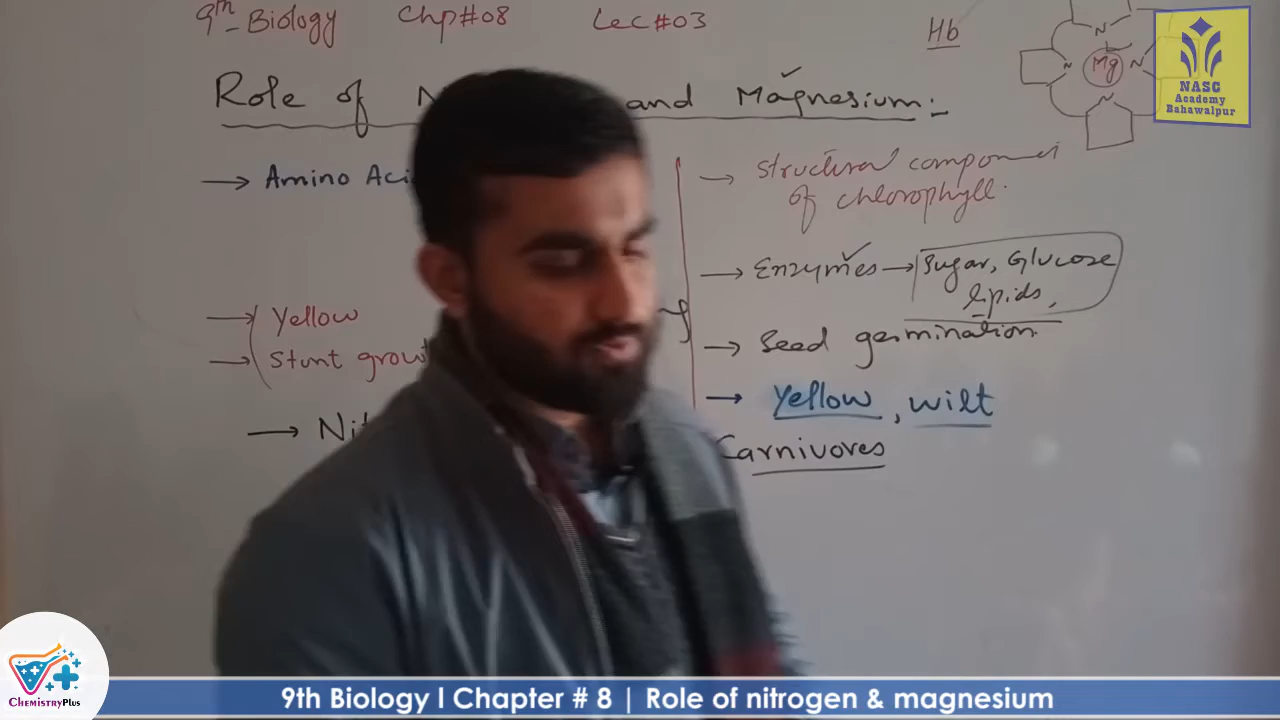 9th Biology Chp#08 Lec#03
Hb
N
N Mg N
N
NASC
Academy
Bahawalpur
Role of N and Magnesium:-
→ Amino Aci
→ Structural component
of chlorophyll.
→ Enzymes → Sugar, Glucose
lipids,
→ Yellow
→ Stunt growt
→ Seed germination.
→ Yellow, wilt
→ Nit
Carnivores
ChemistryPlus
9th Biology l Chapter # 8 | Role of nitrogen & magnesium